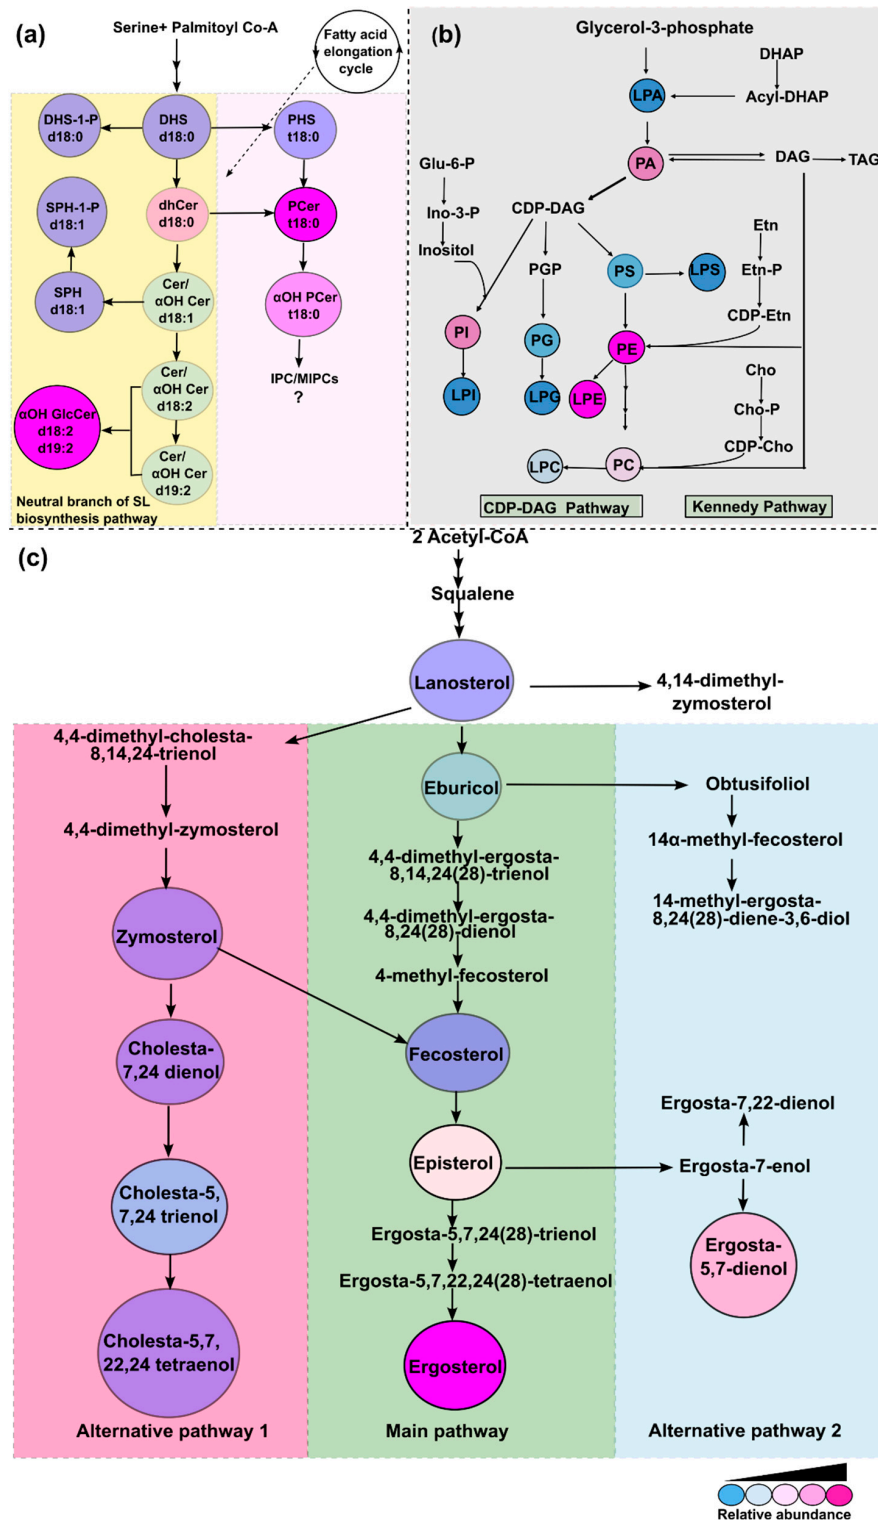 (a)
Serine+ Palmitoyl Co-A
Fatty acid
elongation
cycle
DHS-1-P
d18:0
DHS
d18:0
PHS
t18:0
SPH-1-P
d18:1
dhCer
d18:0
PCer
t18:0
SPH
d18:1
Cer/
αOH Cer
d18:1
αOH PCer
t18:0
Cer/
αOH Cer
d18:2
IPC/MIPCs
?
αOH GlcCer
d18:2
d19:2
Cer/
αOH Cer
d19:2
Neutral branch of SL
biosynthesis pathway
(b)
Glycerol-3-phosphate
DHAP
LPA
Acyl-DHAP
PA
DAG
TAG
Glu-6-P
Ino-3-P
Inositol
CDP-DAG
Etn
PGP
PS
LPS
Etn-P
CDP-Etn
PI
PG
PE
Cho
LPI
LPG
LPE
Cho-P
CDP-Cho
LPC
PC
CDP-DAG Pathway
Kennedy Pathway
(c)
2 Acetyl-CoA
Squalene
Lanosterol
4,14-dimethyl-
zymosterol
4,4-dimethyl-cholesta-
8,14,24-trienol
Eburicol
Obtusifoliol
4,4-dimethyl-zymosterol
4,4-dimethyl-ergosta-
8,14,24(28)-trienol
14α-methyl-fecosterol
4,4-dimethyl-ergosta-
8,24(28)-dienol
14-methyl-ergosta-
8,24(28)-diene-3,6-diol
Zymosterol
4-methyl-fecosterol
Cholesta-
7,24 dienol
Fecosterol
Ergosta-7,22-dienol
Episterol
Ergosta-7-enol
Cholesta-5,
7,24 trienol
Ergosta-5,7,24(28)-trienol
Ergosta-
5,7-dienol
Ergosta-5,7,22,24(28)-tetraenol
Cholesta-5,7,
22,24 tetraenol
Ergosterol
Alternative pathway 1
Main pathway
Alternative pathway 2
Relative abundance